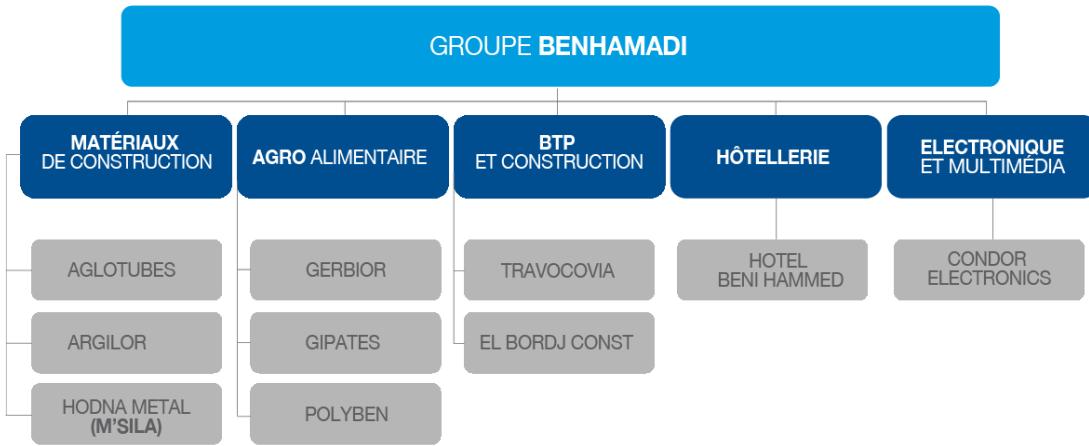 GROUPE BENHAMADI
MATÉRIAUX
DE CONSTRUCTION
AGRO ALIMENTAIRE
BTP
ET CONSTRUCTION
HÔTELLERIE
ELECTRONIQUE
ET MULTIMÉDIA
AGLOTUBES
GERBIOR
TRAVOCOVIA
HOTEL
BENI HAMMED
CONDOR
ELECTRONICS
ARGILOR
GIPATES
EL BORDJ CONST
HODNA METAL
(M'SILA)
POLYBEN